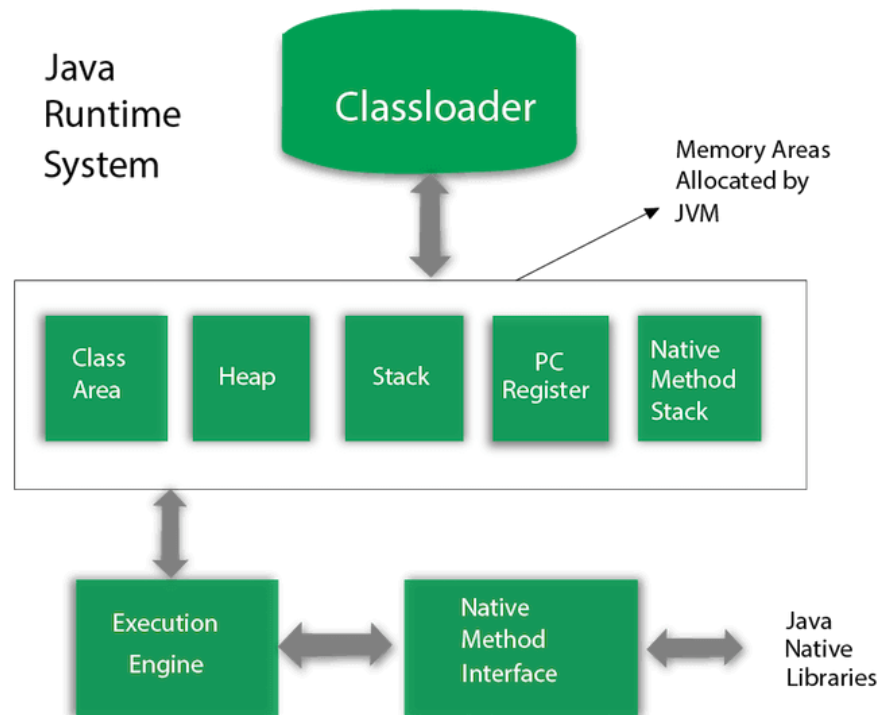 Java
Runtime
System
Classloader
Memory Areas
Allocated by
JVM
Class
Area
Heap
Stack
PC
Register
Native
Method
Stack
Execution
Engine
Native
Method
Interface
Java
Native
Libraries